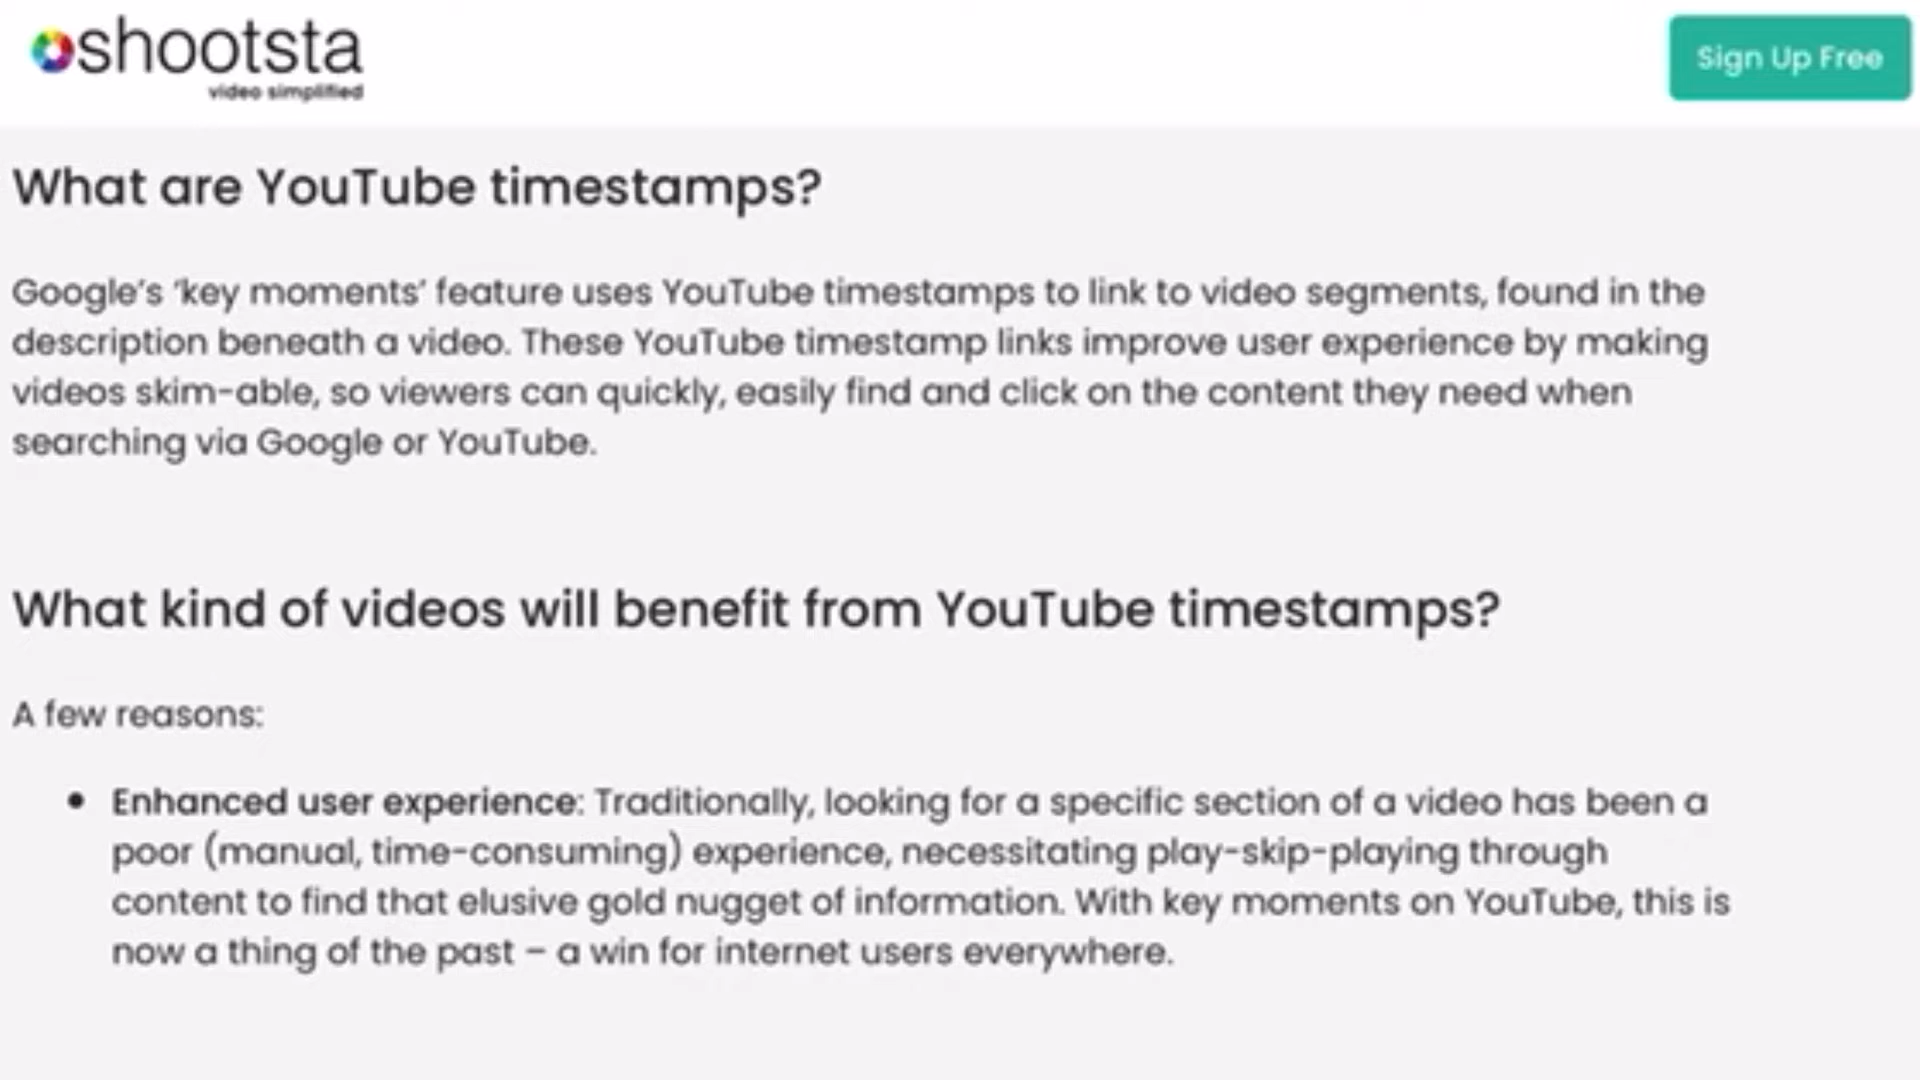 shootsta
video simplified
Sign Up Free
What are YouTube timestamps?
Google's 'key moments' feature uses YouTube timestamps to link to video segments, found in the
description beneath a video. These YouTube timestamp links improve user experience by making
videos skim-able, so viewers can quickly, easily find and click on the content they need when
searching via Google or YouTube.
What kind of videos will benefit from YouTube timestamps?
A few reasons:
• Enhanced user experience: Traditionally, looking for a specific section of a video has been a
poor (manual, time-consuming) experience, necessitating play-skip-playing through
content to find that elusive gold nugget of information. With key moments on YouTube, this is
now a thing of the past – a win for internet users everywhere.